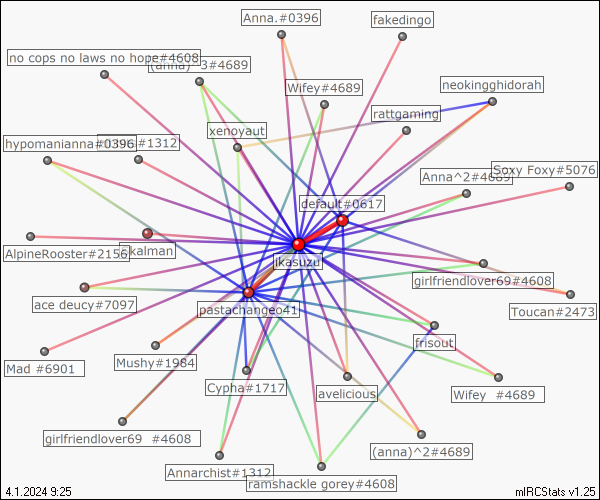 Anna.#0396
fakedingo
no cops no laws no hope#4608
(anna)^3#4689
Wifey#4689
neokingghidorah
rattgaming
xenoyaut
hypomanianna#0396
#1312
Anna^2#4689
Soxy Foxy#5076
default#0617
AlpineRooster#2156
kalman
jkasuzu
girlfriendlover69#4608
ace deucy#7097
pastachangeo41
Toucan#2473
frisout
Mushy#1984
Mad #6901
Cypha#1717
avelicious
Wifey #4689
girlfriendlover69 #4608
(anna)^2#4689
Annarchist#1312
ramshackle gorey#4608
4.1.2024 9:25
mIRCStats v1.25